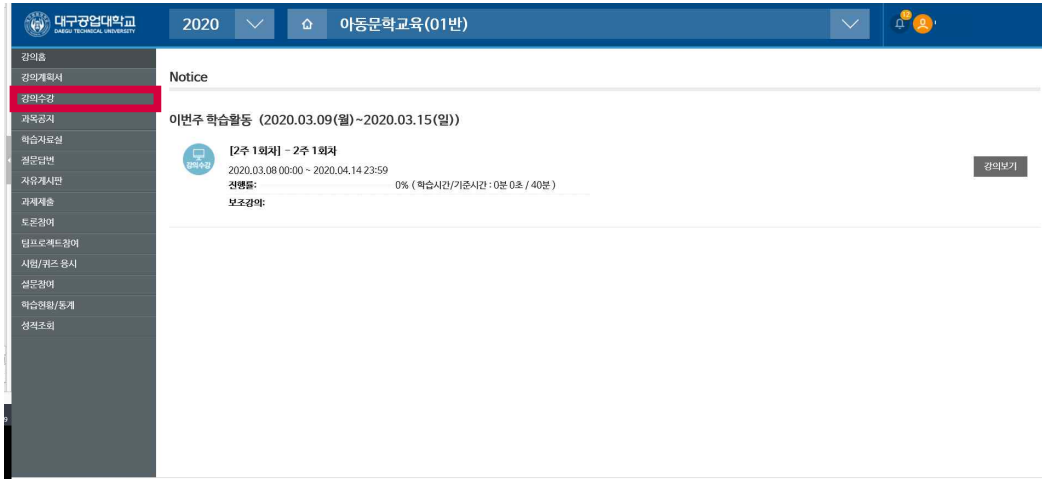 대구공업대학교
DAEGU TECHNICAL UNIVERSITY
2020
아동문학교육(01반)
12
강의홈
강의계획서
강의수강
과목공지
학습자료실
질문답변
자유게시판
과제제출
토론참여
팀프로젝트참여
시험/퀴즈 응시
설문참여
학습현황/통계
성적조회
Notice
이번주 학습활동 (2020.03.09(월)~2020.03.15(일))
강의수강
[2주 1회차] - 2주 1회차
2020.03.08 00:00 ~ 2020.04.14 23:59
진행률: 0% ( 학습시간/기준시간 : 0분 0초 / 40분 )
보조강의:
강의보기
9